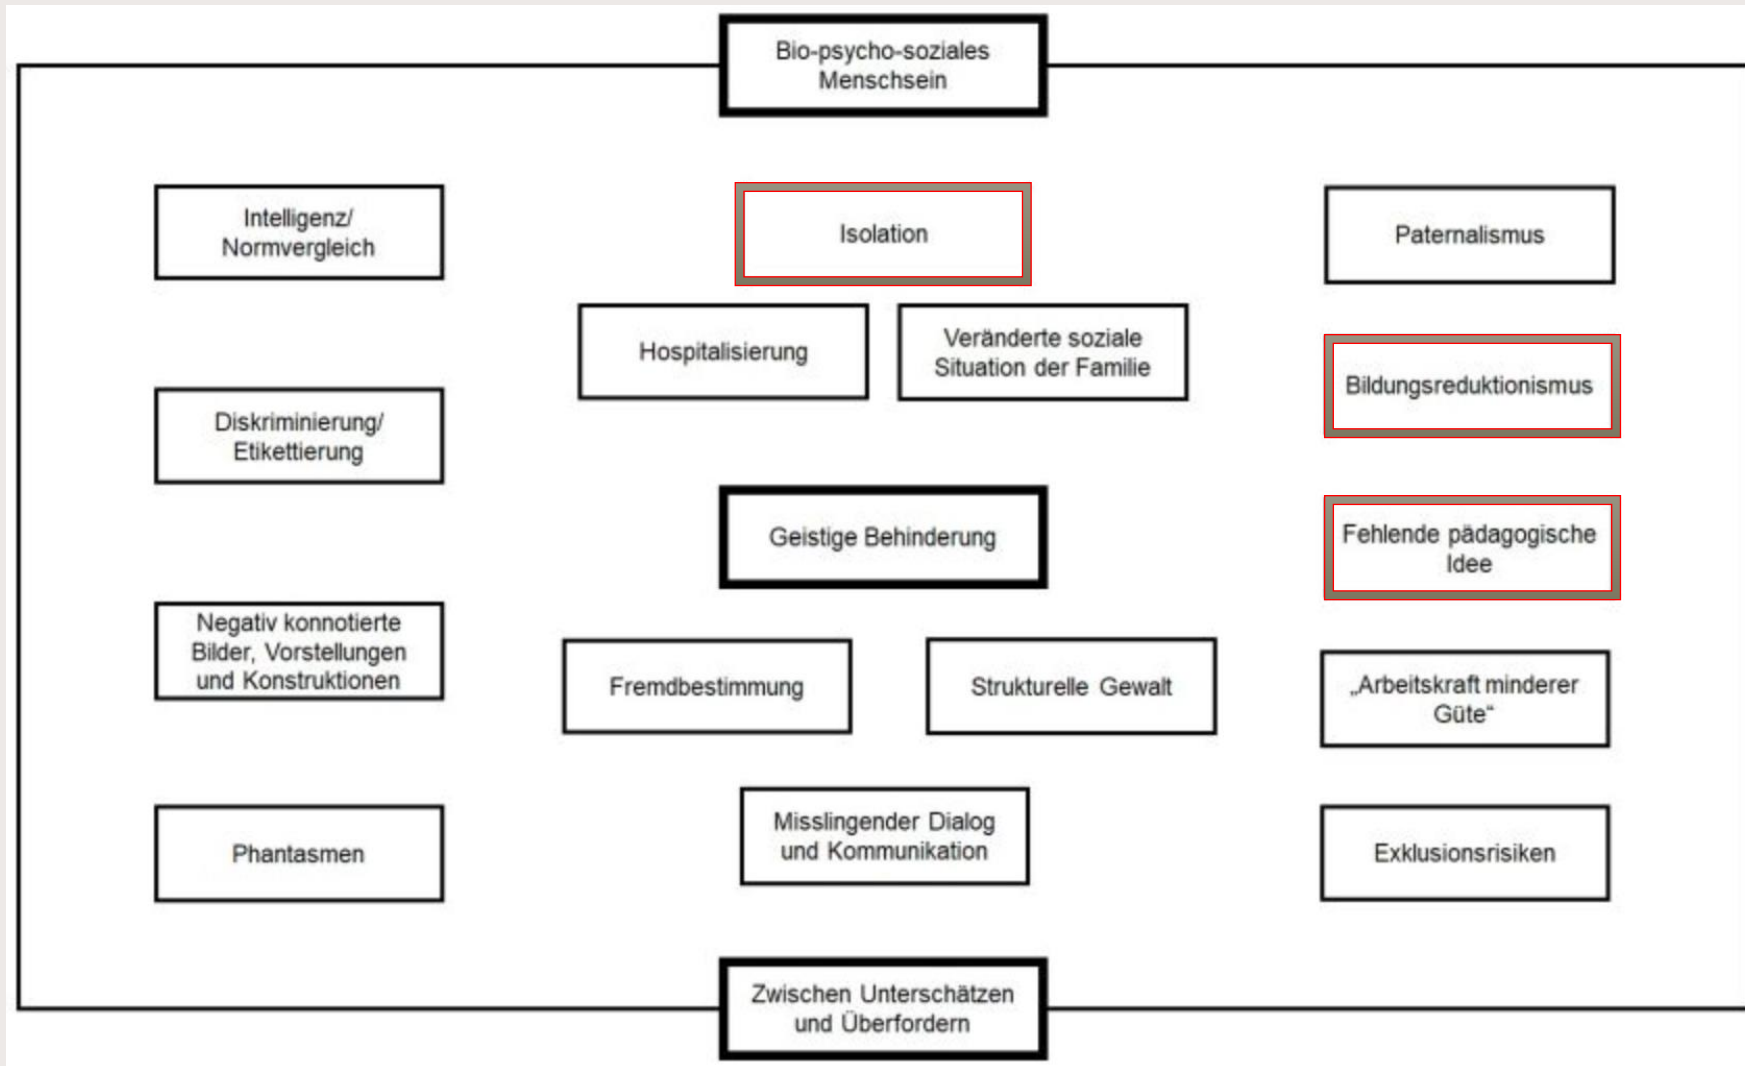 Bio-psycho-soziales
Menschsein
Intelligenz/
Normvergleich
Isolation
Paternalismus
Hospitalisierung
Veränderte soziale
Situation der Familie
Bildungsreduktionismus
Diskriminierung/
Etikettierung
Geistige Behinderung
Fehlende pädagogische
Idee
Negativ konnotierte
Bilder, Vorstellungen
und Konstruktionen
Fremdbestimmung
Strukturelle Gewalt
„Arbeitskraft minderer
Güte“
Phantasmen
Misslingender Dialog
und Kommunikation
Exklusionsrisiken
Zwischen Unterschätzen
und Überfordern